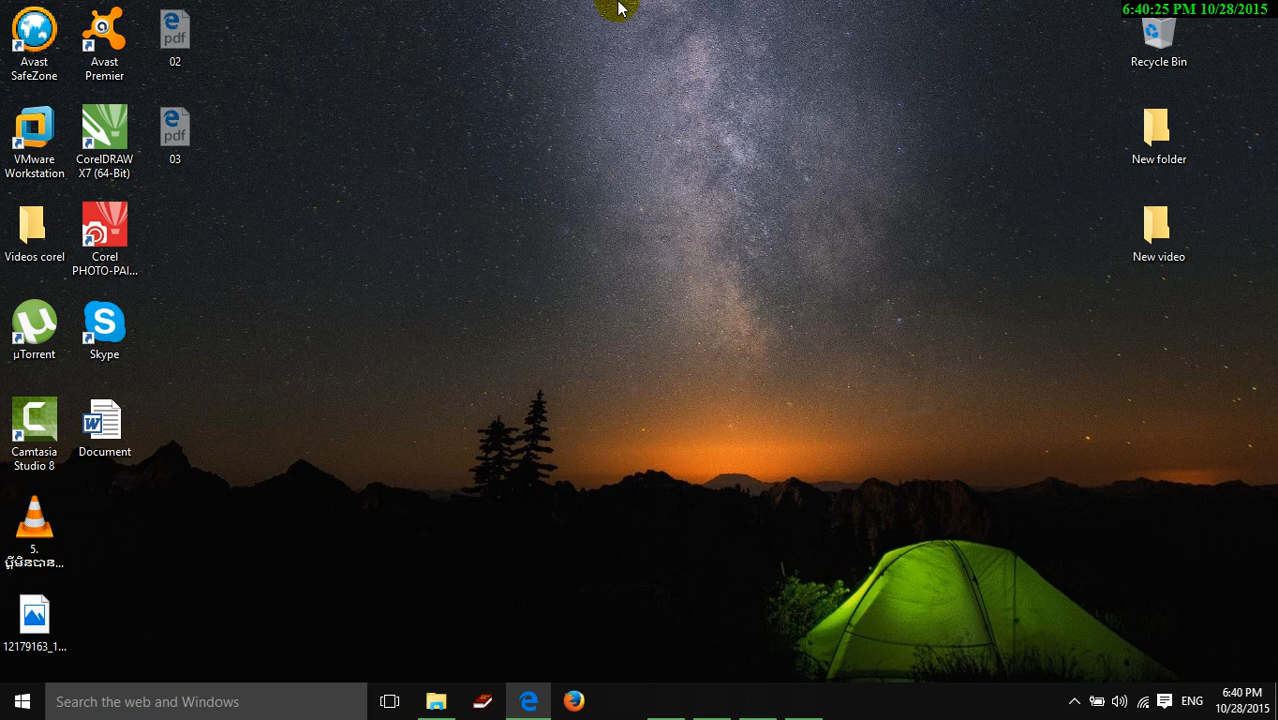 6:40:25 PM 10/28/2015
Avast
SafeZone
Avast
Premier
02
Recycle Bin
VMware
Workstation
CorelDRAW
X7 (64-Bit)
03
New folder
Videos corel
Corel
PHOTO-PAI...
New video
µTorrent
Skype
Camtasia
Studio 8
Document
5.
12179163_1...
Search the web and Windows
ENG
6:40 PM
10/28/2015